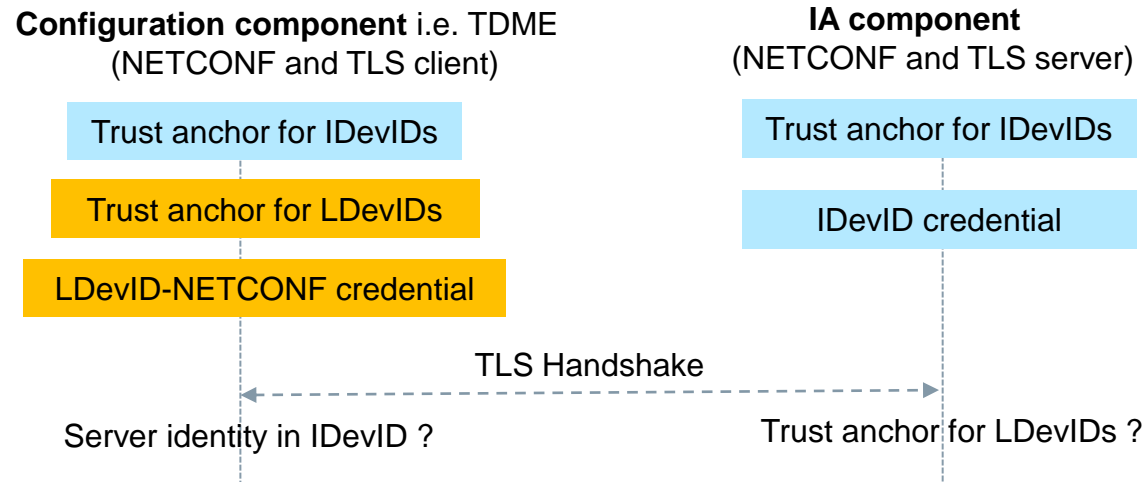 Configuration component i.e. TDME
(NETCONF and TLS client)
IA component
(NETCONF and TLS server)
Trust anchor for IDevIDs
Trust anchor for IDevIDs
Trust anchor for LDevIDs
IDevID credential
LDevID-NETCONF credential
TLS Handshake
Server identity in IDevID ?
Trust anchor for LDevIDs ?